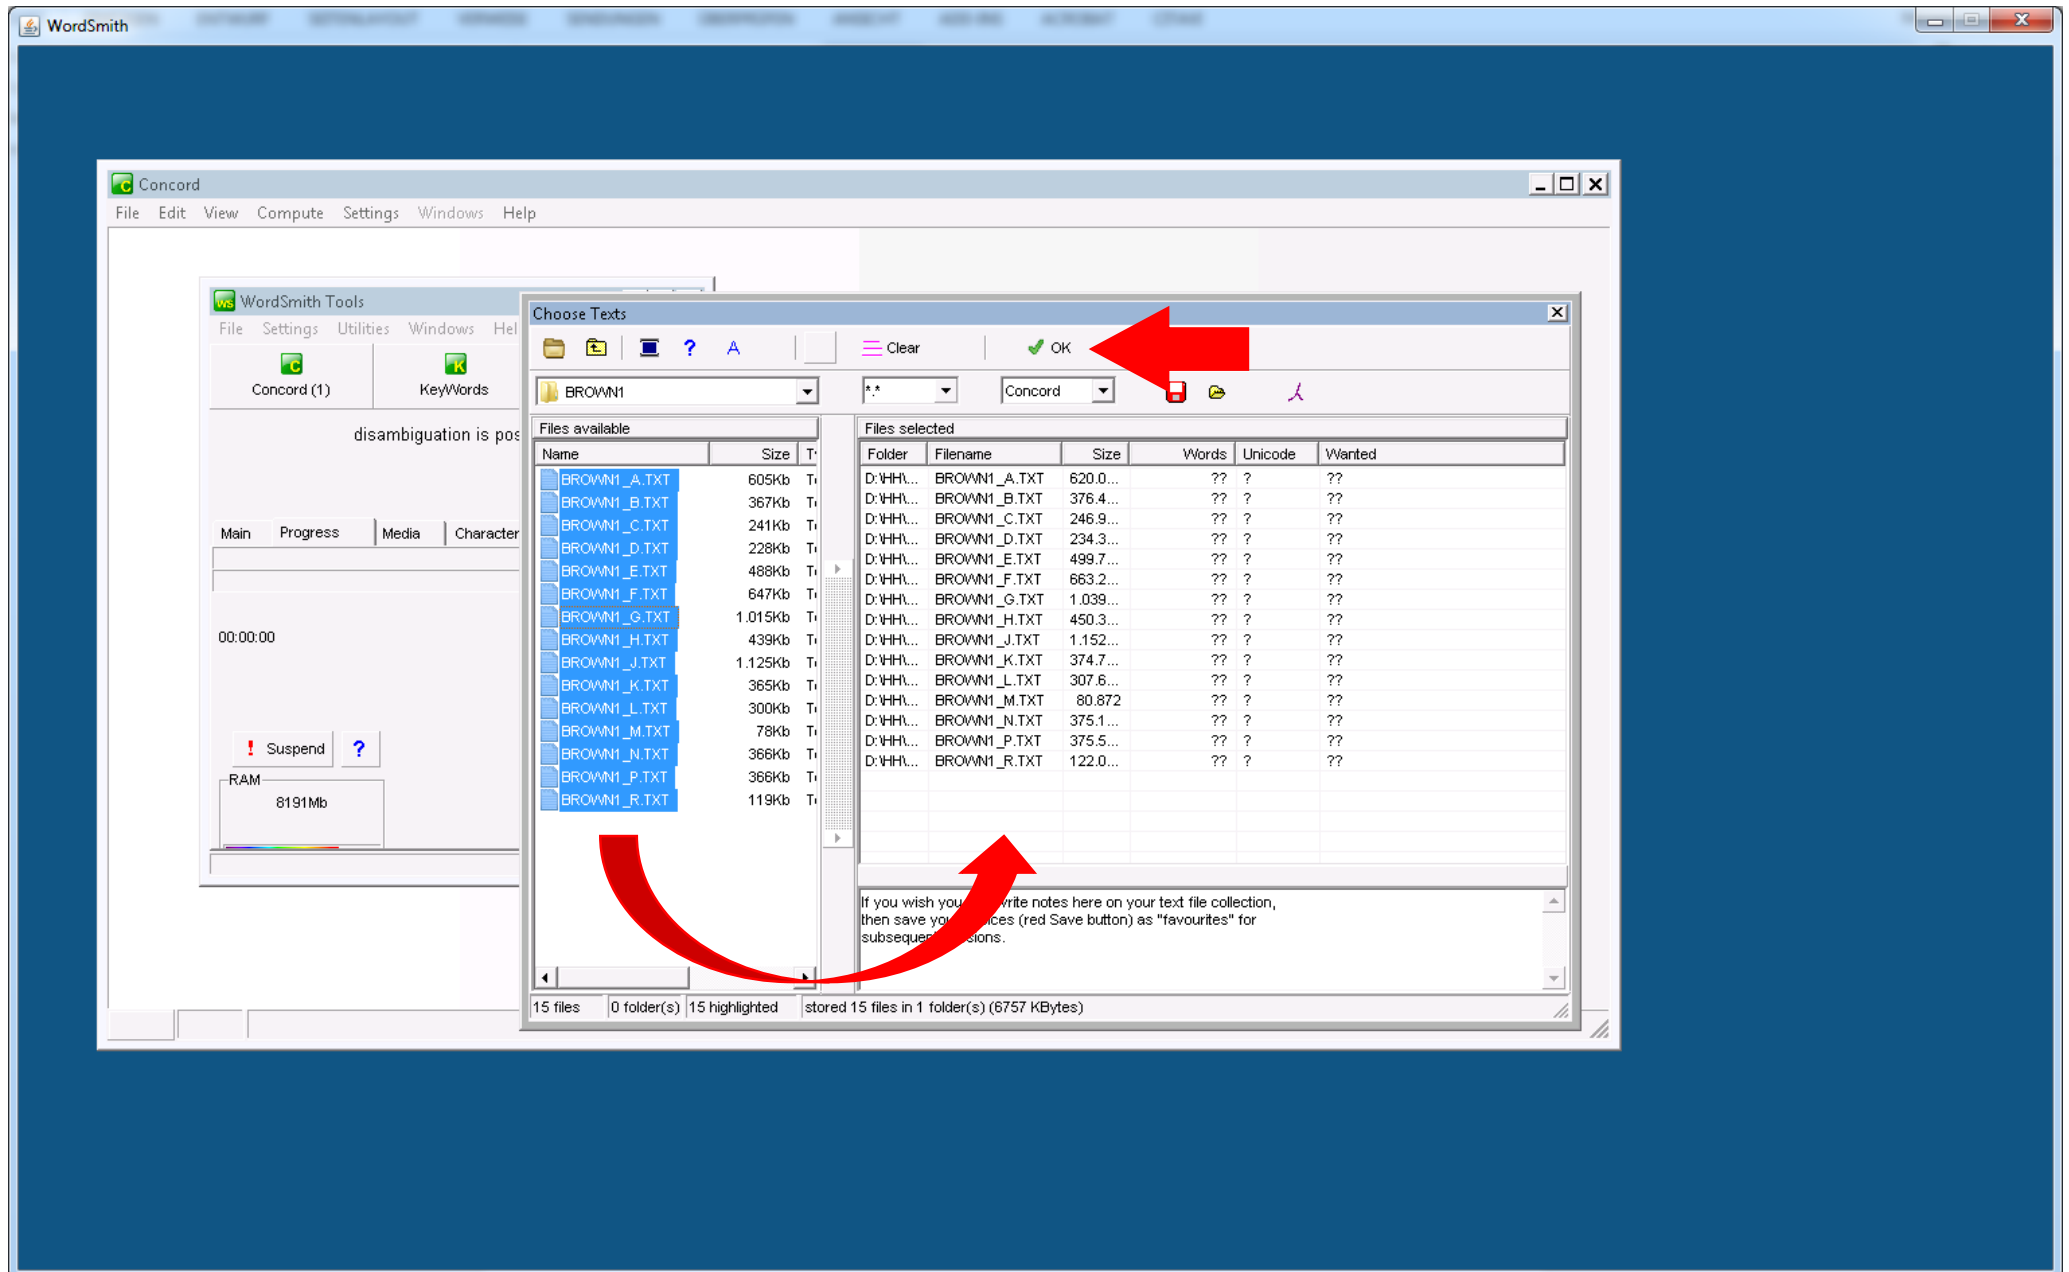 WordSmith
Concord
File Edit View Compute Settings Windows Help
WordSmith Tools
File Settings Utilities Windows Hel
Concord (1) KeyWords
disambiguation is pos
Main Progress Media Character
00:00:00
! Suspend ?
RAM
8191Mb
Choose Texts
? A Clear OK
BROWN1 *.* Concord
Files available
Name Size T
BROWN1_A.TXT 605Kb
BROWN1_B.TXT 367Kb
BROWN1_C.TXT 241Kb
BROWN1_D.TXT 228Kb
BROWN1_E.TXT 488Kb
BROWN1_F.TXT 647Kb
BROWN1_G.TXT 1.015Kb
BROWN1_H.TXT 439Kb
BROWN1_J.TXT 1.125Kb
BROWN1_K.TXT 365Kb
BROWN1_L.TXT 300Kb
BROWN1_M.TXT 78Kb
BROWN1_N.TXT 366Kb
BROWN1_P.TXT 366Kb
BROWN1_R.TXT 119Kb
Files selected
Folder Filename Size Words Unicode Wanted
D:\HH\... BROWN1_A.TXT 620.0... ?? ? ??
D:\HH\... BROWN1_B.TXT 376.4... ?? ? ??
D:\HH\... BROWN1_C.TXT 246.9... ?? ? ??
D:\HH\... BROWN1_D.TXT 234.3... ?? ? ??
D:\HH\... BROWN1_E.TXT 499.7... ?? ? ??
D:\HH\... BROWN1_F.TXT 663.2... ?? ? ??
D:\HH\... BROWN1_G.TXT 1.039... ?? ? ??
D:\HH\... BROWN1_H.TXT 450.3... ?? ? ??
D:\HH\... BROWN1_J.TXT 1.152... ?? ? ??
D:\HH\... BROWN1_K.TXT 374.7... ?? ? ??
D:\HH\... BROWN1_L.TXT 307.6... ?? ? ??
D:\HH\... BROWN1_M.TXT 80.872 ?? ? ??
D:\HH\... BROWN1_N.TXT 375.1... ?? ? ??
D:\HH\... BROWN1_P.TXT 375.5... ?? ? ??
D:\HH\... BROWN1_R.TXT 122.0... ?? ? ??
If you wish you write notes here on your text file collection,
then save (red Save button) as "favourites" for
15 files 0 folder(s) 15 highlighted stored 15 files in 1 folder(s) (6757 KBytes)